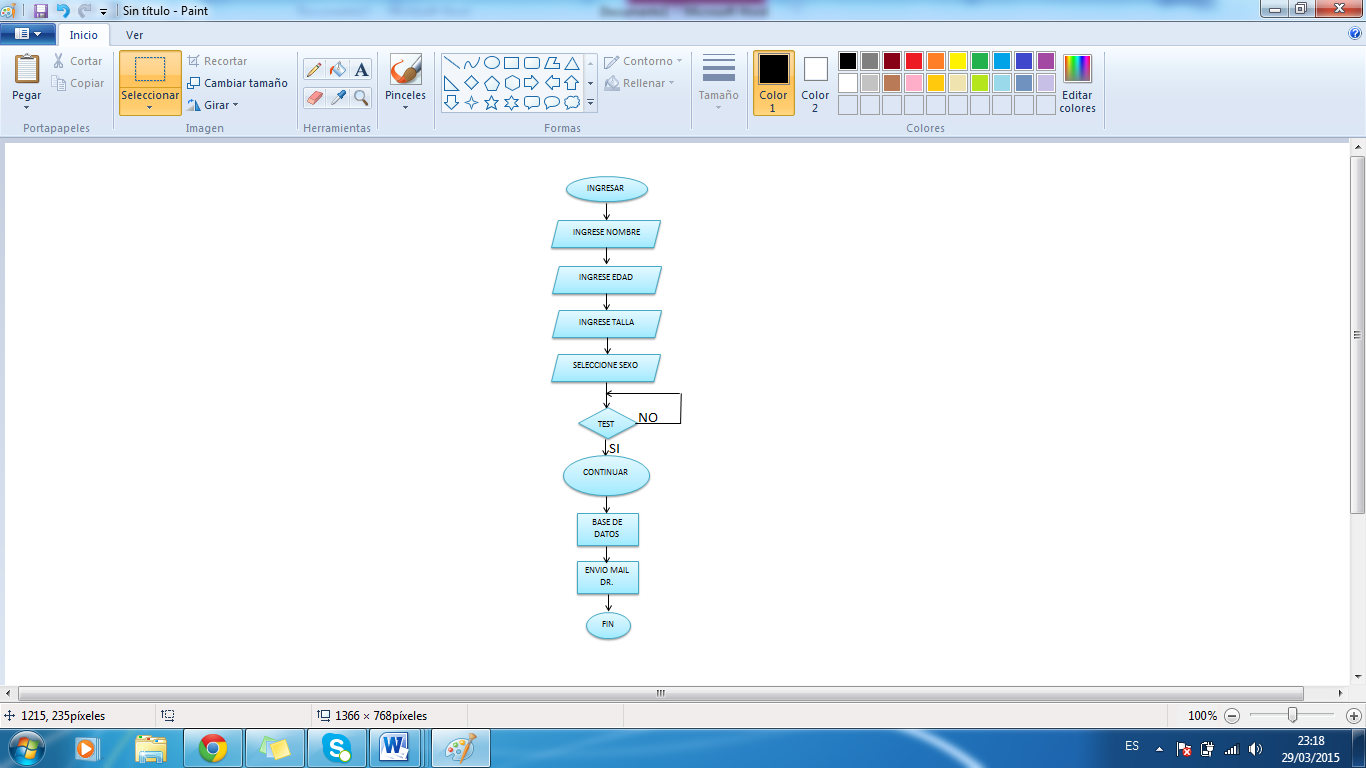 Sin título - Paint
Inicio
Ver
Pegar
Cortar
Copiar
Portapapeles
Seleccionar
Recortar
Cambiar tamaño
Girar
Imagen
Herramientas
Pinceles
Contorno
Rellenar
Formas
Tamaño
Color
1
Color
2
Editar
colores
Colores
INGRESAR
INGRESE NOMBRE
INGRESE EDAD
INGRESE TALLA
SELECCIONE SEXO
TEST
NO
SI
CONTINUAR
BASE DE
DATOS
ENVIO MAIL
DR.
FIN
1215, 235píxeles
1366 × 768píxeles
100%
ES
23:18
29/03/2015